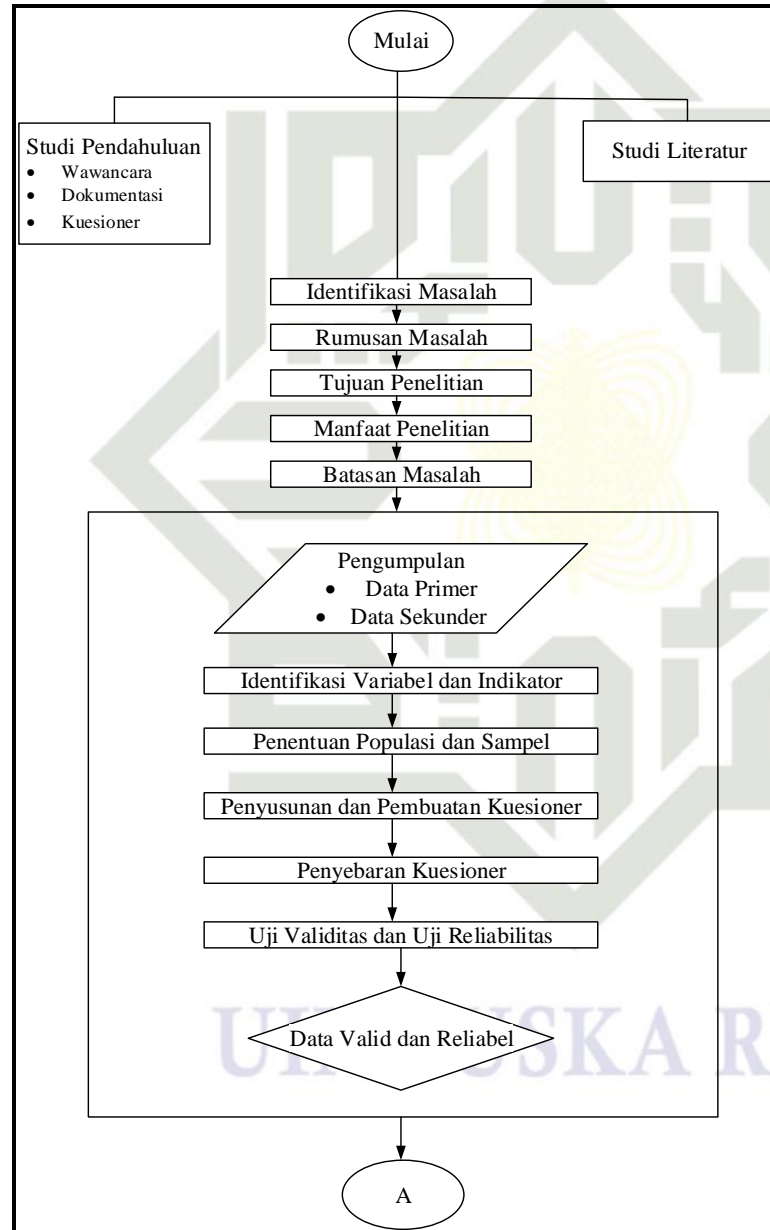 Mulai
Studi Pendahuluan
• Wawancara
• Dokumentasi
• Kuesioner
Studi Literatur
Identifikasi Masalah
Rumusan Masalah
Tujuan Penelitian
Manfaat Penelitian
Batasan Masalah
Pengumpulan
• Data Primer
• Data Sekunder
Identifikasi Variabel dan Indikator
Penentuan Populasi dan Sampel
Penyusunan dan Pembuatan Kuesioner
Penyebaran Kuesioner
Uji Validitas dan Uji Reliabilitas
Data Valid dan Reliabel
USKA R
A